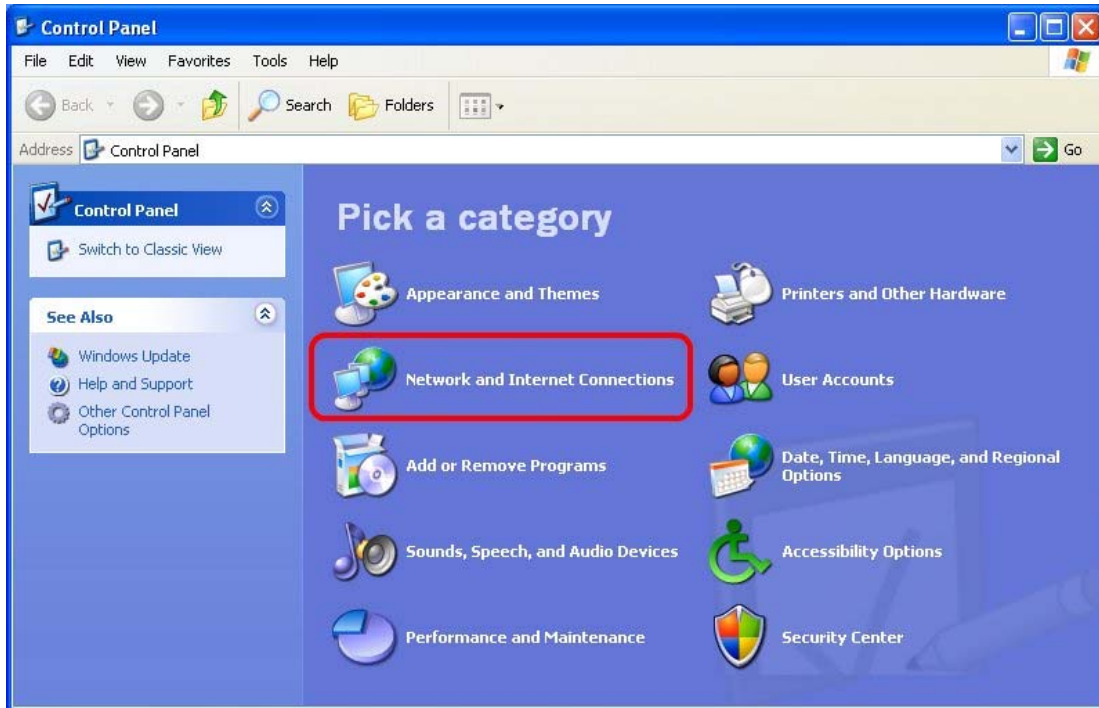 Control Panel
File Edit View Favorites Tools Help
Back Search Folders
Address Control Panel Go
Control Panel
Switch to Classic View
See Also
Windows Update
Help and Support
Other Control Panel
Options
Pick a category
Appearance and Themes
Printers and Other Hardware
Network and Internet Connections
User Accounts
Add or Remove Programs
Date, Time, Language, and Regional
Options
Sounds, Speech, and Audio Devices
Accessibility Options
Performance and Maintenance
Security Center